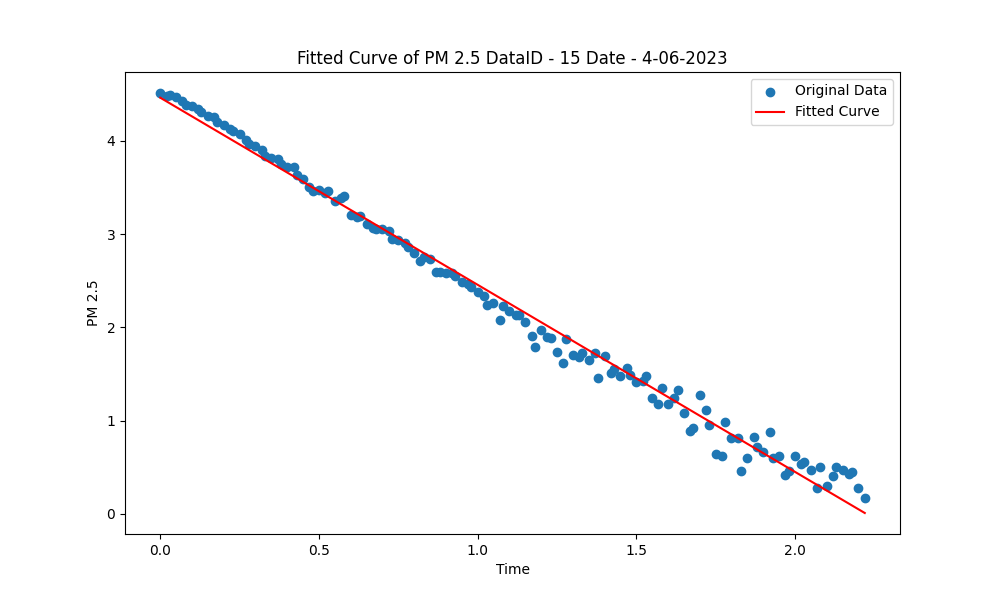 Fitted Curve of PM 2.5 DataID - 15 Date - 4-06-2023
Original Data
Fitted Curve
PM 2.5
4
3
2
1
0
0.0 0.5 1.0 1.5 2.0
Time